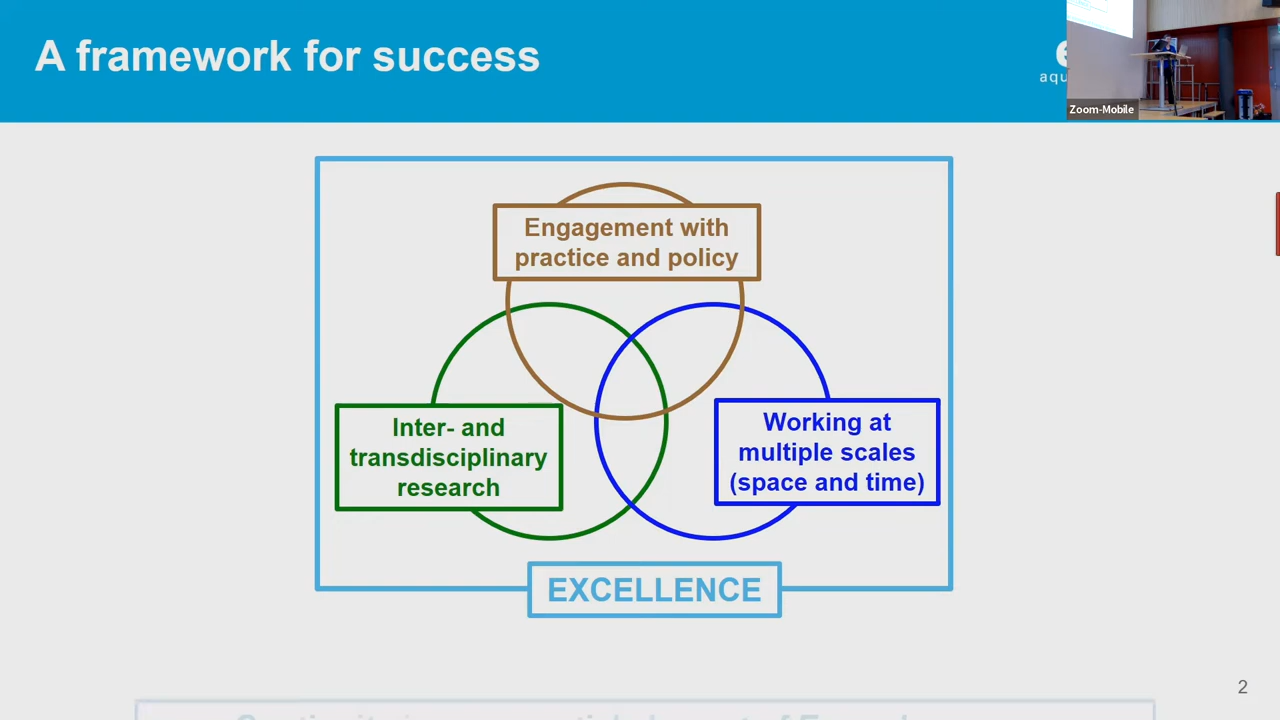 A framework for success
Zoom-Mobile
Engagement with
practice and policy
Inter- and
transdisciplinary
research
Working at
multiple scales
(space and time)
EXCELLENCE
2